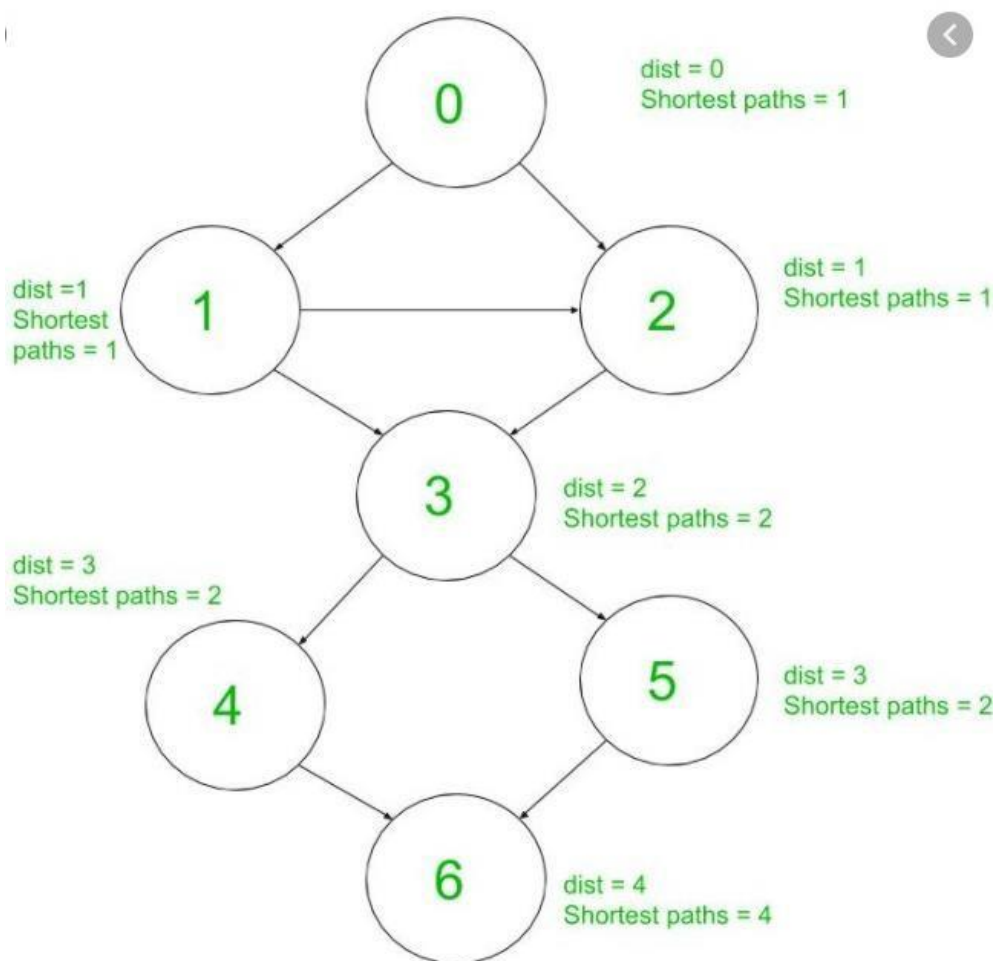 0
dist = 0
Shortest paths = 1
1
dist =1
Shortest
paths = 1
2
dist = 1
Shortest paths = 1
3
dist = 2
Shortest paths = 2
dist = 3
Shortest paths = 2
4
5
dist = 3
Shortest paths = 2
6
dist = 4
Shortest paths = 4